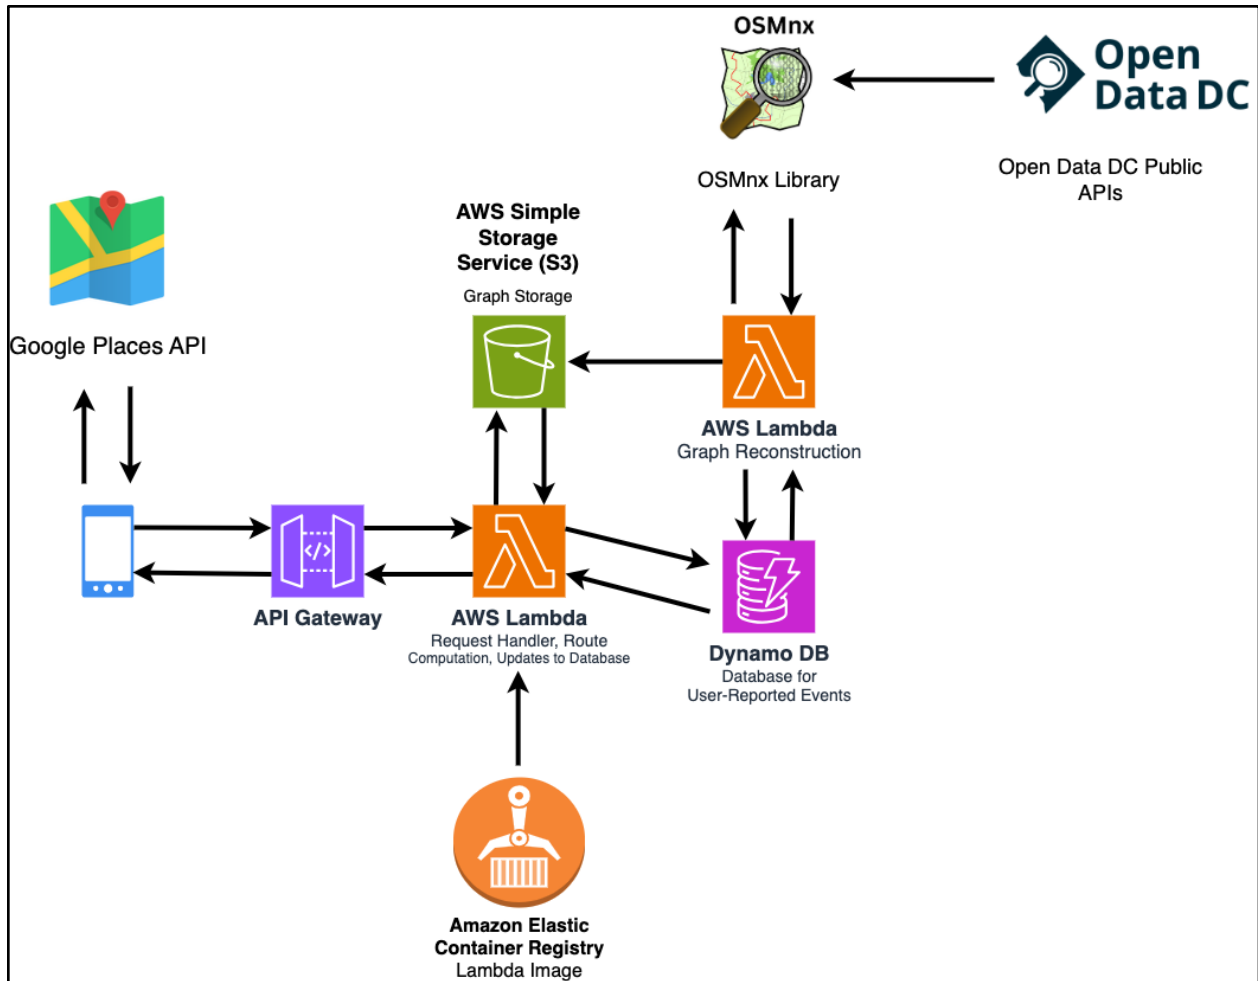 OSMnx
Open
Data DC
OSMnx Library
Open Data DC Public
APIs
AWS Simple
Storage
Service (S3)
Graph Storage
Google Places API
AWS Lambda
Graph Reconstruction
</>
API Gateway
AWS Lambda
Request Handler, Route
Computation, Updates to Database
Dynamo DB
Database for
User-Reported Events
Amazon Elastic
Container Registry
Lambda Image